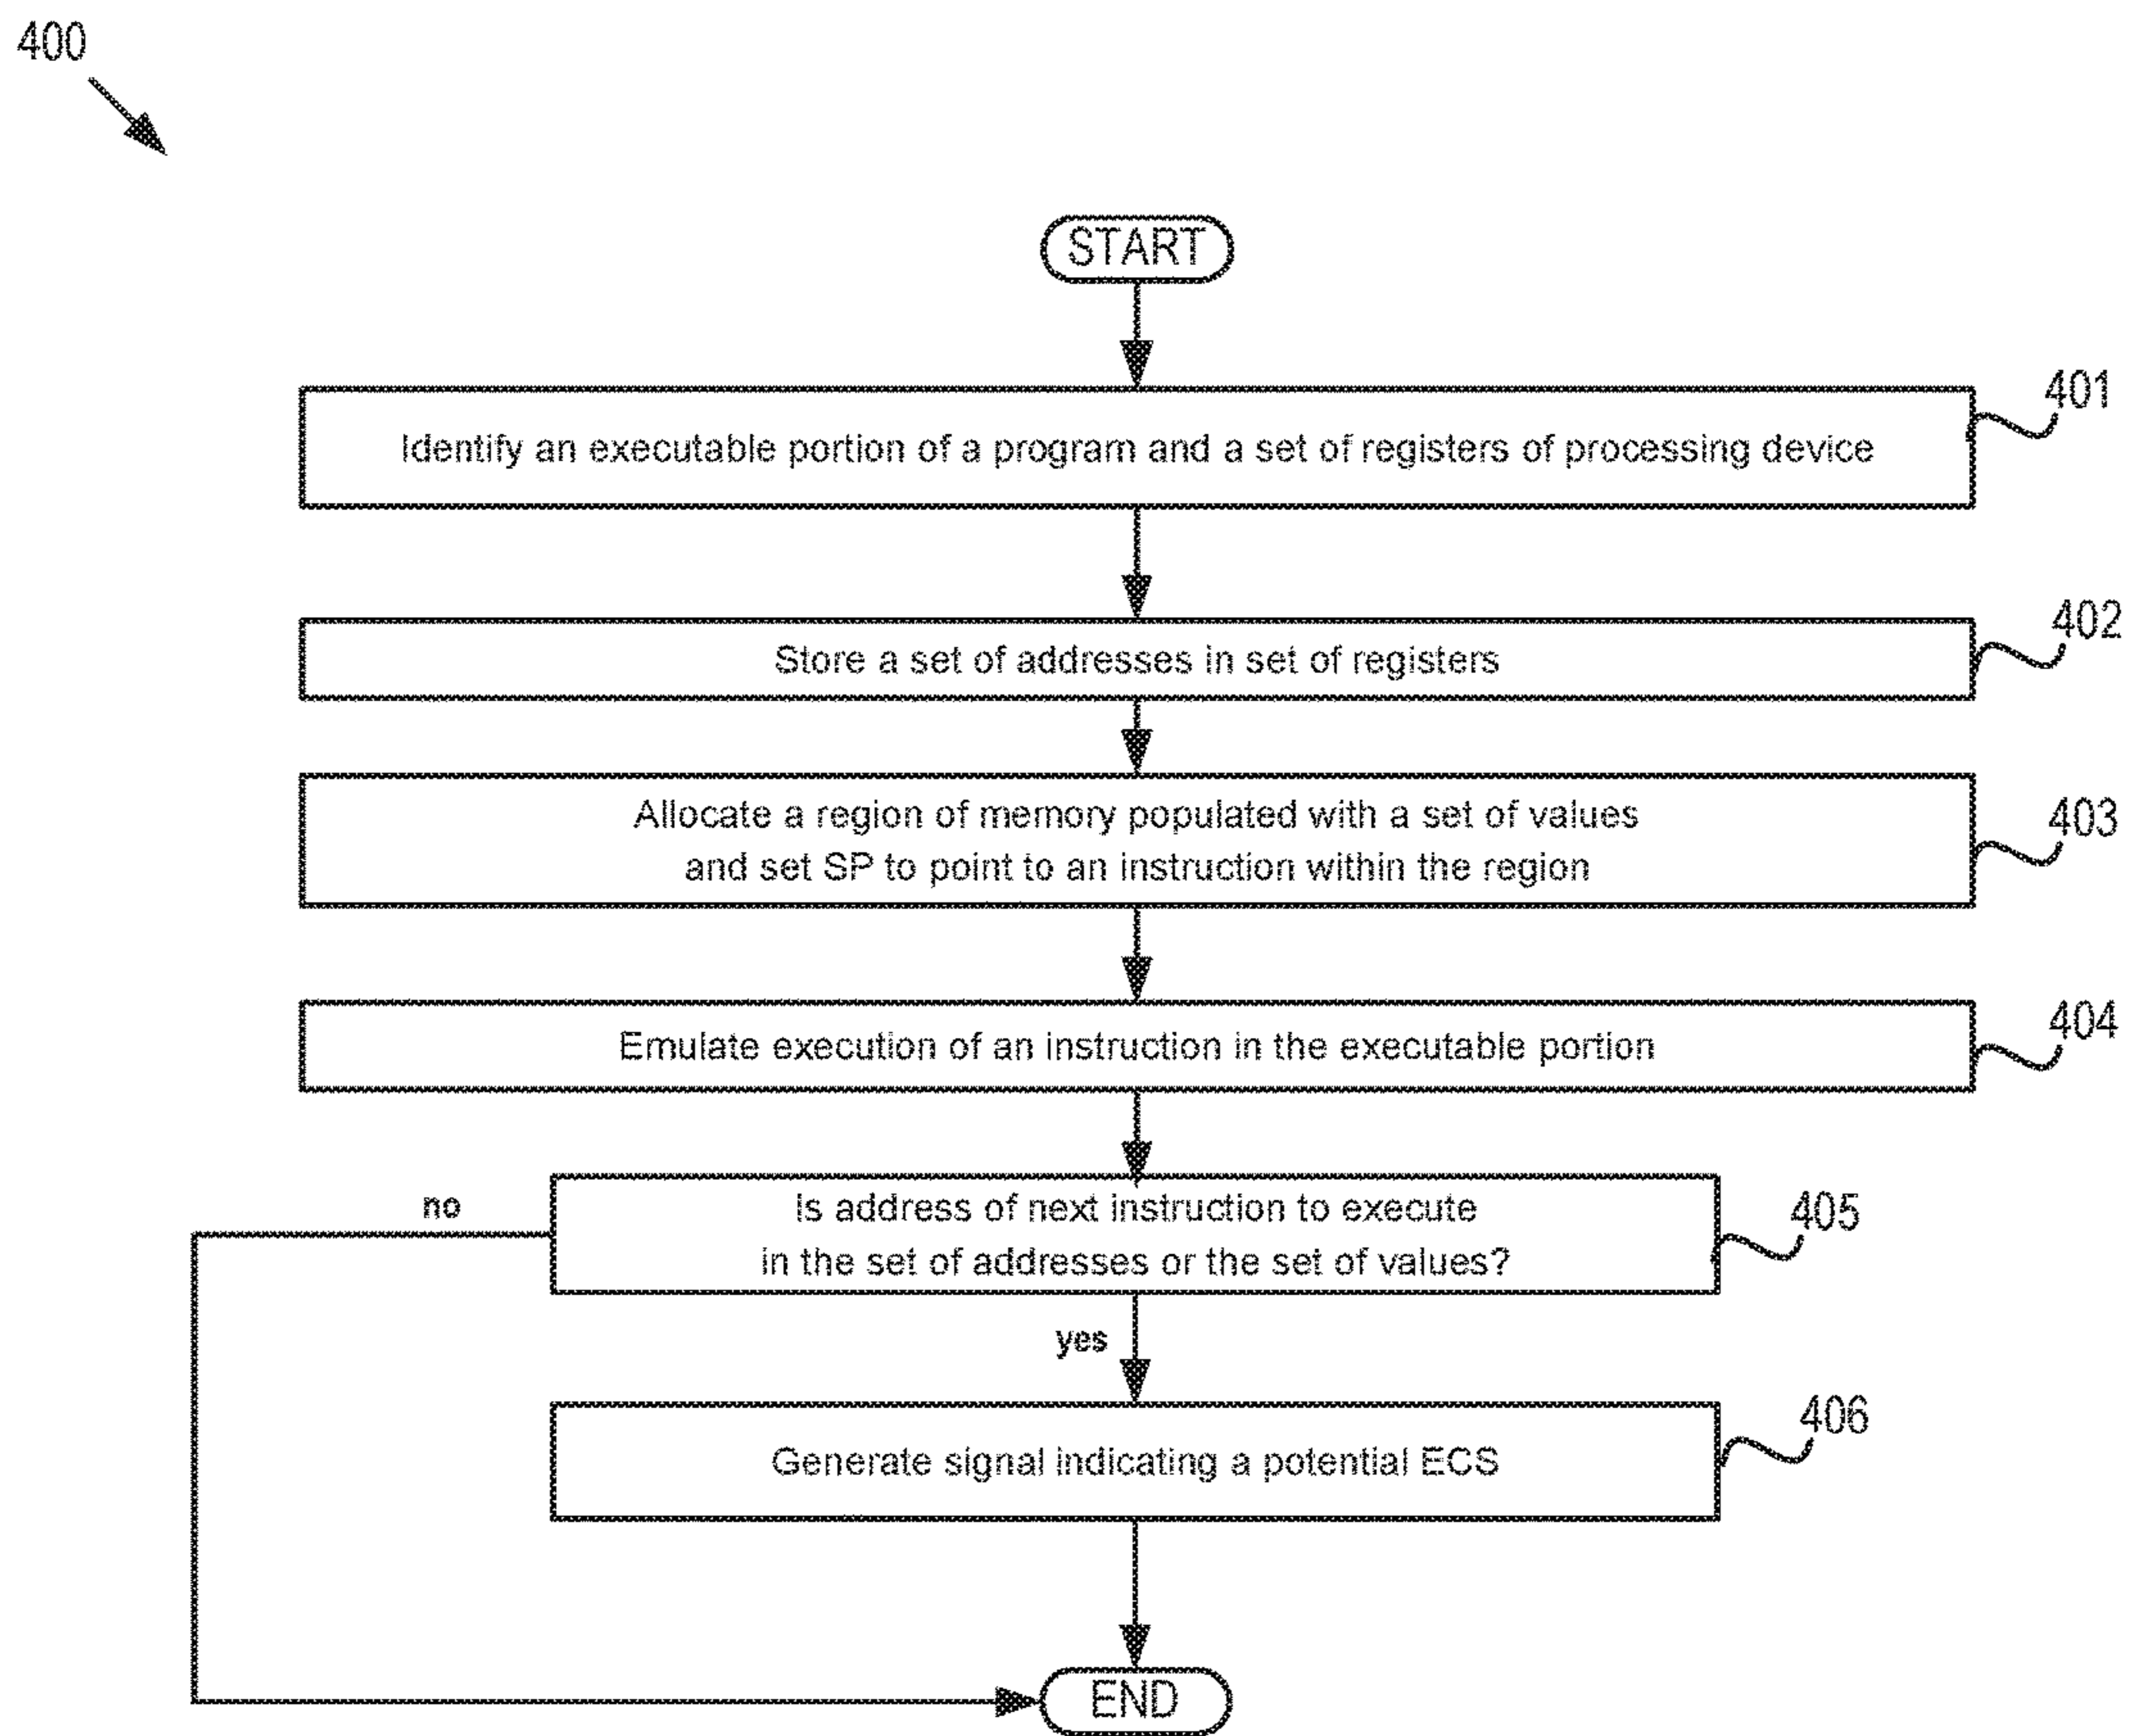 400
START
401
Identify an executable portion of a program and a set of registers of processing device
402
Store a set of addresses in set of registers
403
Allocate a region of memory populated with a set of values
and set SP to point to an instruction within the region
404
Emulate execution of an instruction in the executable portion
no
Is address of next instruction to execute
in the set of addresses or the set of values?
405
yes
406
Generate signal indicating a potential ECS
END